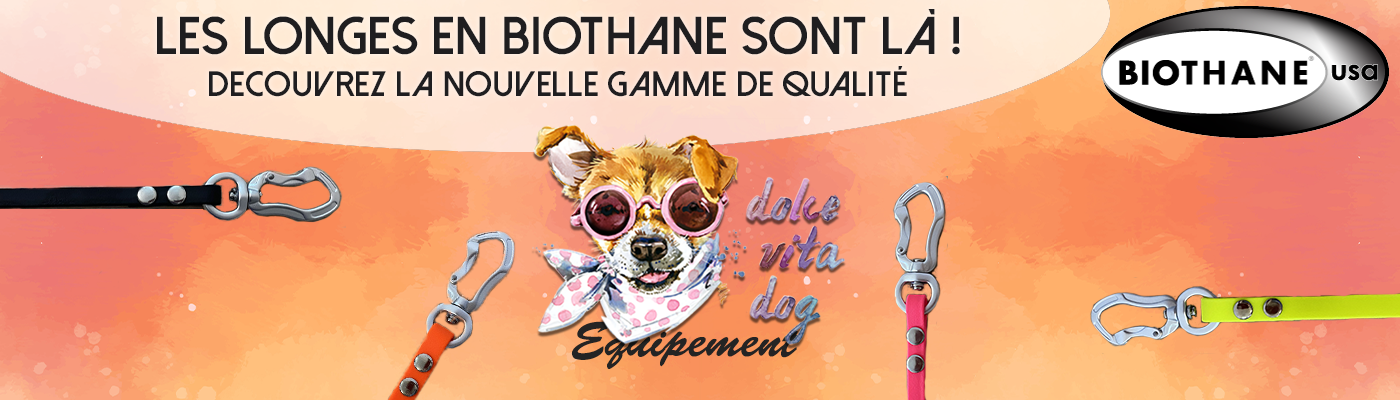 LES LONGES EN BIOTHANE SONT LÀ !
DECOUVREZ LA NOUVELLE GAMME DE QUALITÉ
BIOTHANE® usa
dolce
vita
dog
Equipement